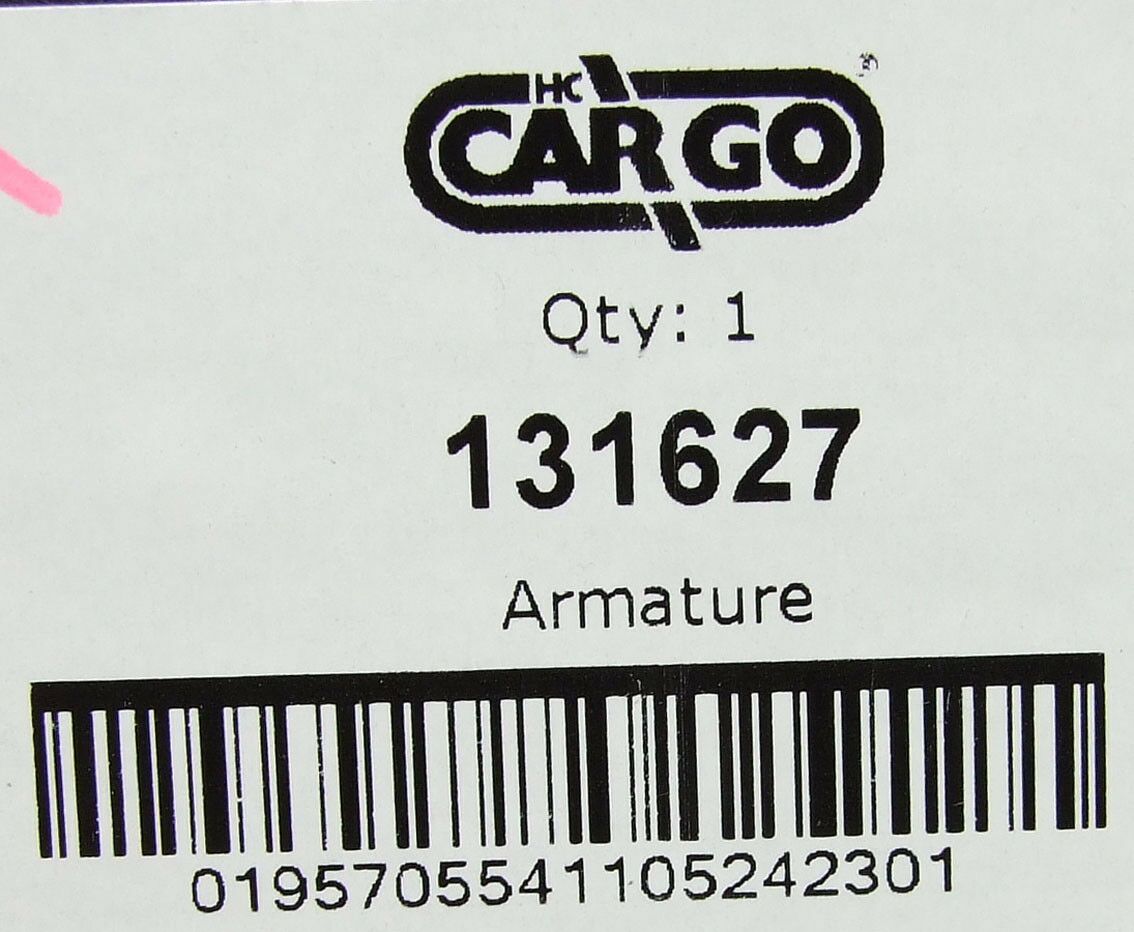 HC
CARGO
Qty: 1
131627
Armature
0195705541105242301